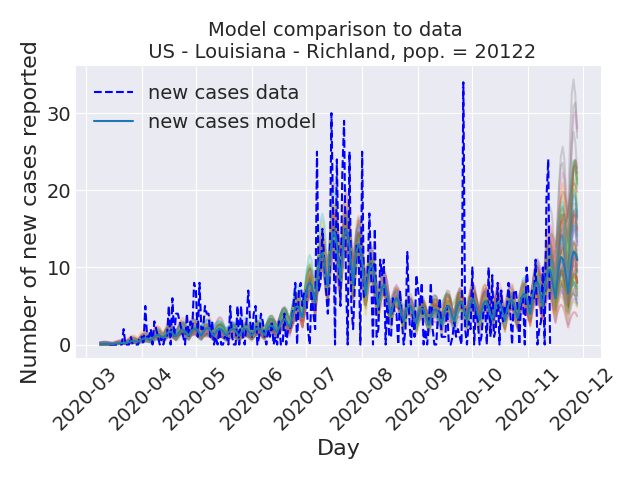 Model comparison to data
US - Louisiana - Richland, pop. = 20122
Number of new cases reported
30
20
10
0
new cases data
new cases model
2020-03
2020-04
2020-05
2020-06
2020-07
2020-08
2020-09
2020-10
2020-11
2020-12
Day